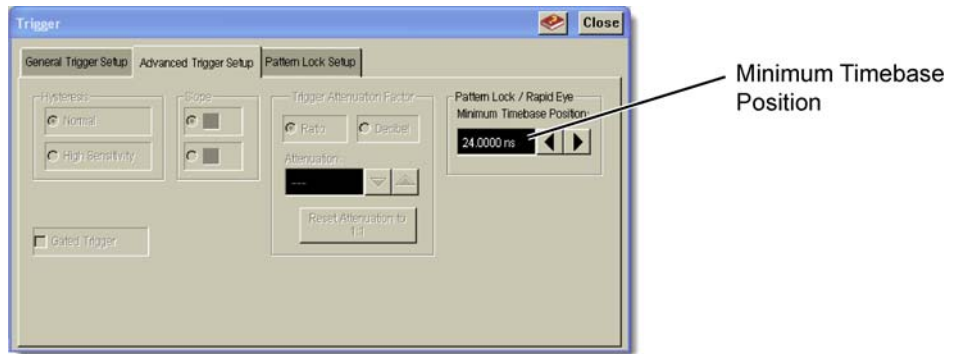 Trigger
Close
General Trigger Setup
Advanced Trigger Setup
Pattern Lock Setup
Hysteresis
Normal
High Sensitivity
Slope
Trigger Attenuation Factor
Ratio
Decibel
Attenuation:
---
Reset Attenuation to
1:1
Pattern Lock / Rapid Eye
Minimum Timebase Position:
24.0000 ns
Gated Trigger
Minimum Timebase
Position